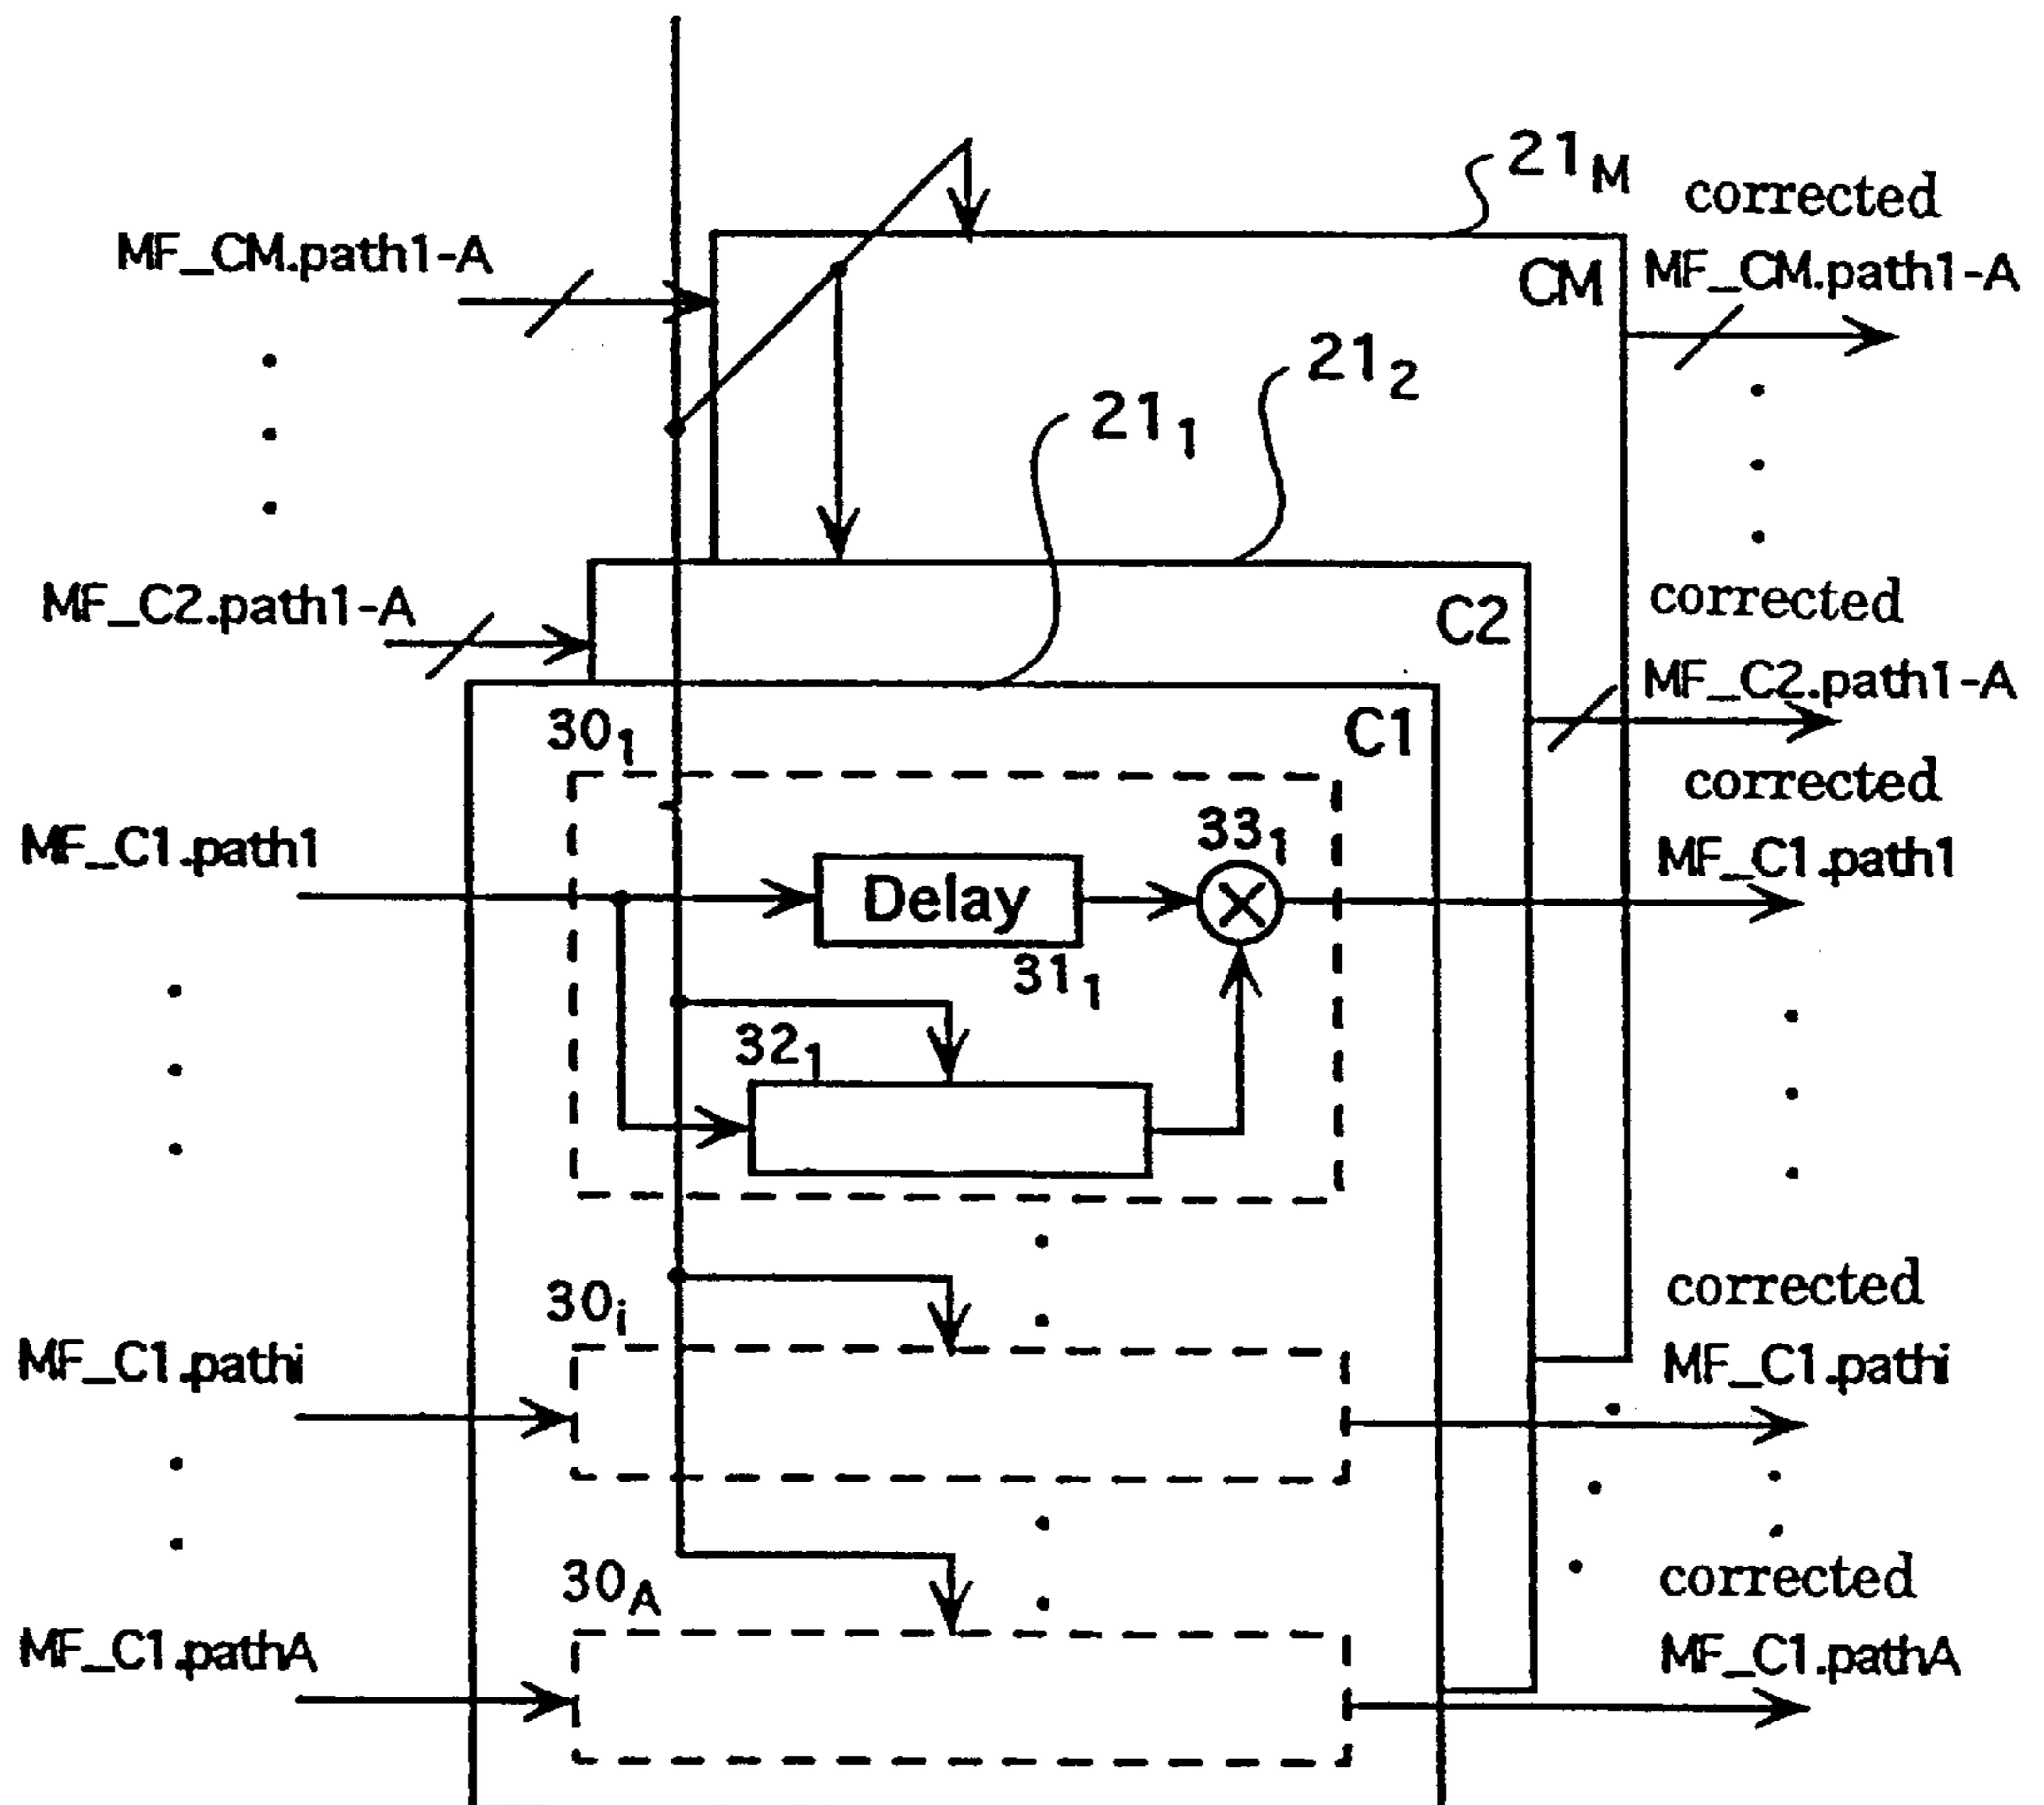 21M
corrected
MF_CM.path1-A
CM
MF_CM.path1-A
212
211
MF_C2.path1-A
C2
corrected
MF_C2.path1-A
301
C1
corrected
MF_C1.path1
331
MF_C1.path1
Delay
311
321
30i
corrected
MF_C1.pathi
MF_C1.pathi
30A
corrected
MF_C1.pathA
MF_C1.pathA